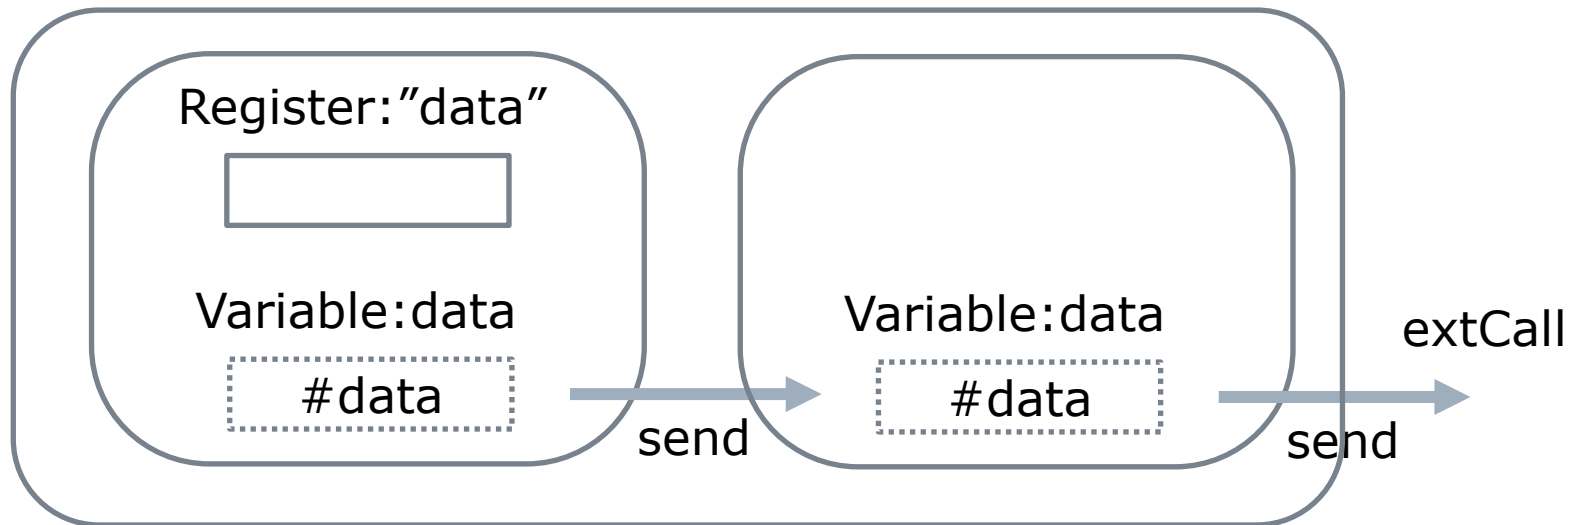 Register:”data”
Variable:data
#data
send
Variable:data
#data
send
extCall